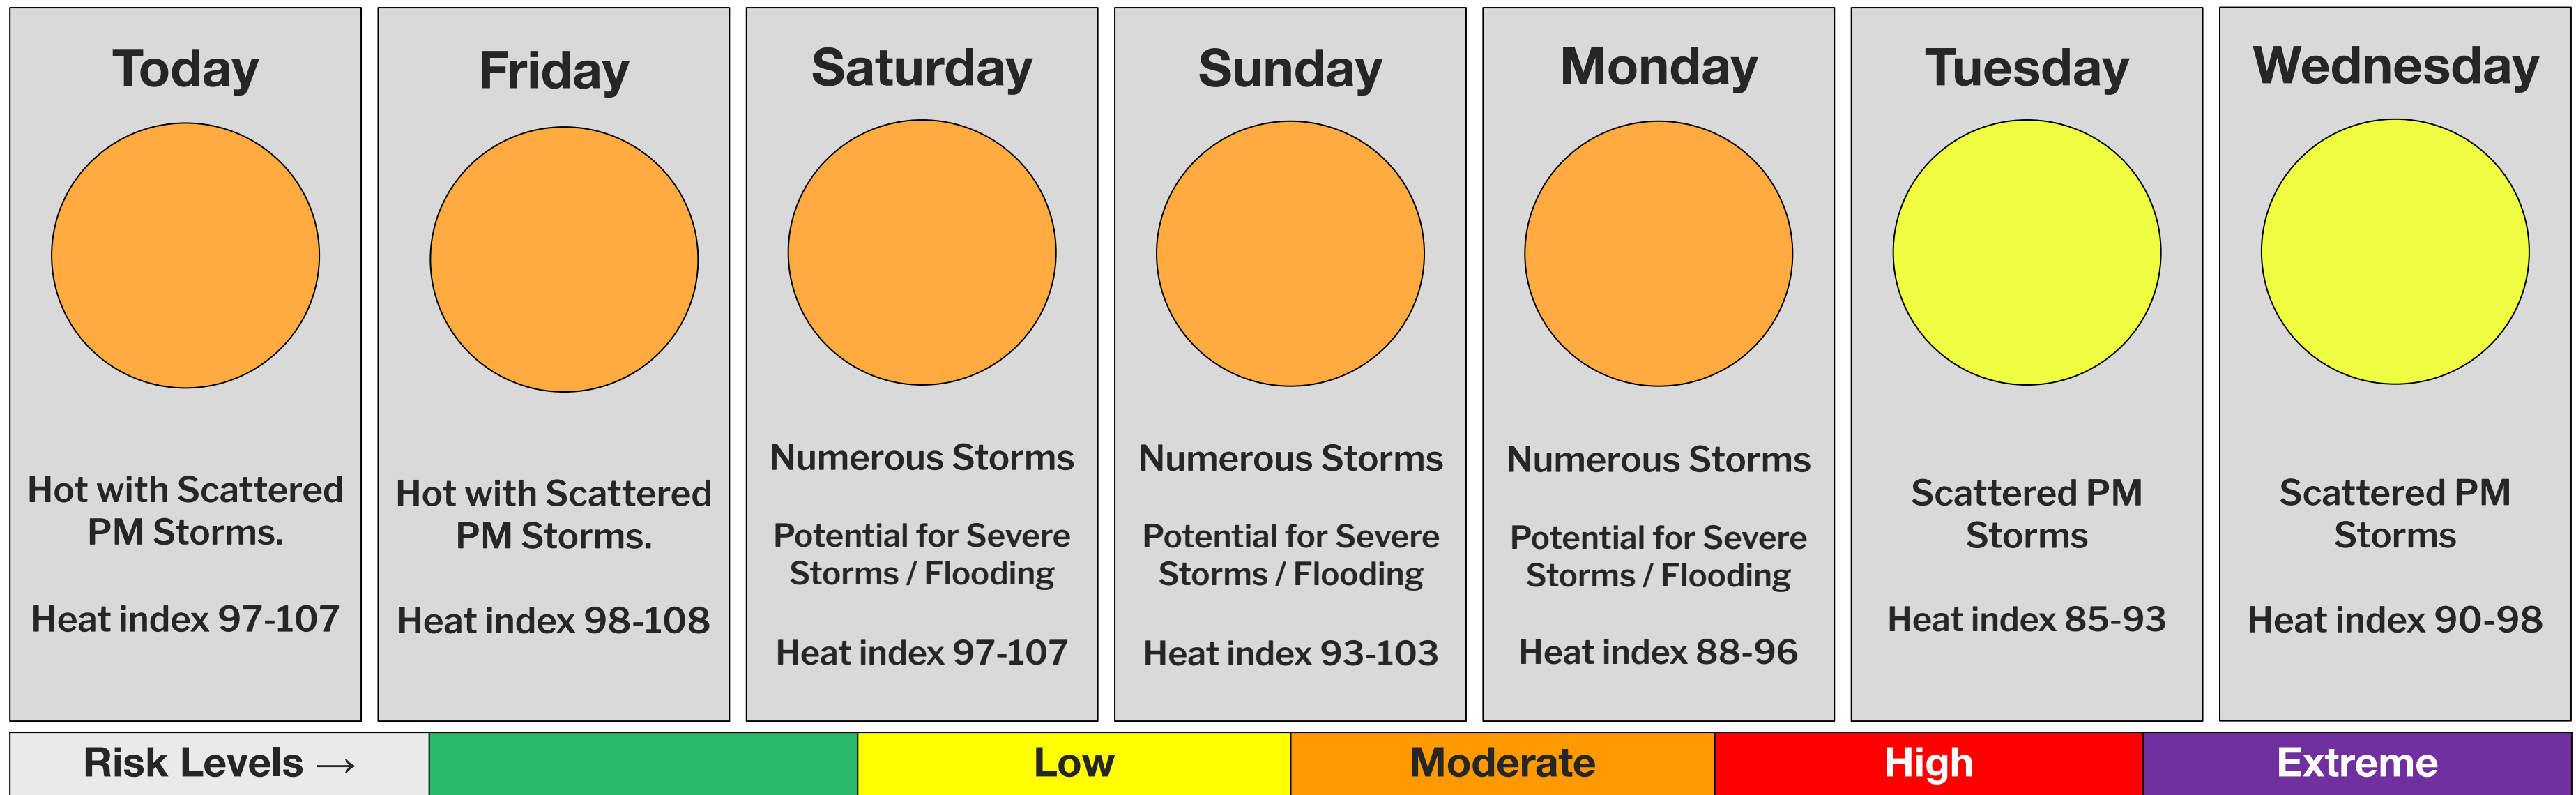 Today
Hot with Scattered
PM Storms.
Heat index 97-107
Friday
Hot with Scattered
PM Storms.
Heat index 98-108
Saturday
Numerous Storms
Potential for Severe
Storms / Flooding
Heat index 97-107
Sunday
Numerous Storms
Potential for Severe
Storms / Flooding
Heat index 93-103
Monday
Numerous Storms
Potential for Severe
Storms / Flooding
Heat index 88-96
Tuesday
Scattered PM
Storms
Heat index 85-93
Wednesday
Scattered PM
Storms
Heat index 90-98
Risk Levels →
Low
Moderate
High
Extreme